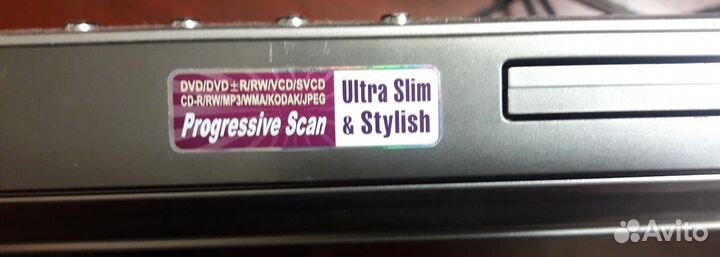 DVD/DVD±R/RW/VCD/SVCD
CD-R/RW/MP3/WMA/KODAK/JPEG
Progressive Scan
Ultra Slim
& Stylish
Avito